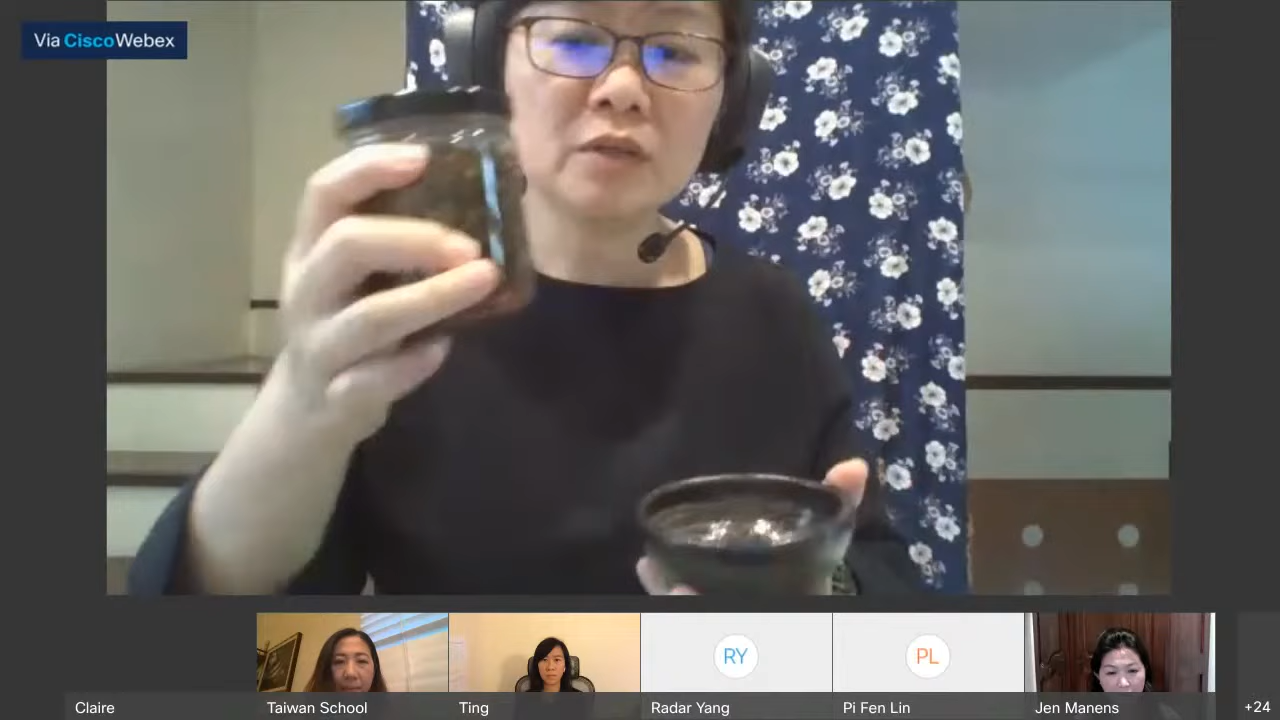 Via CiscoWebex
RY
PL
Claire
Taiwan School
Ting
Radar Yang
Pi Fen Lin
Jen Manens
+24